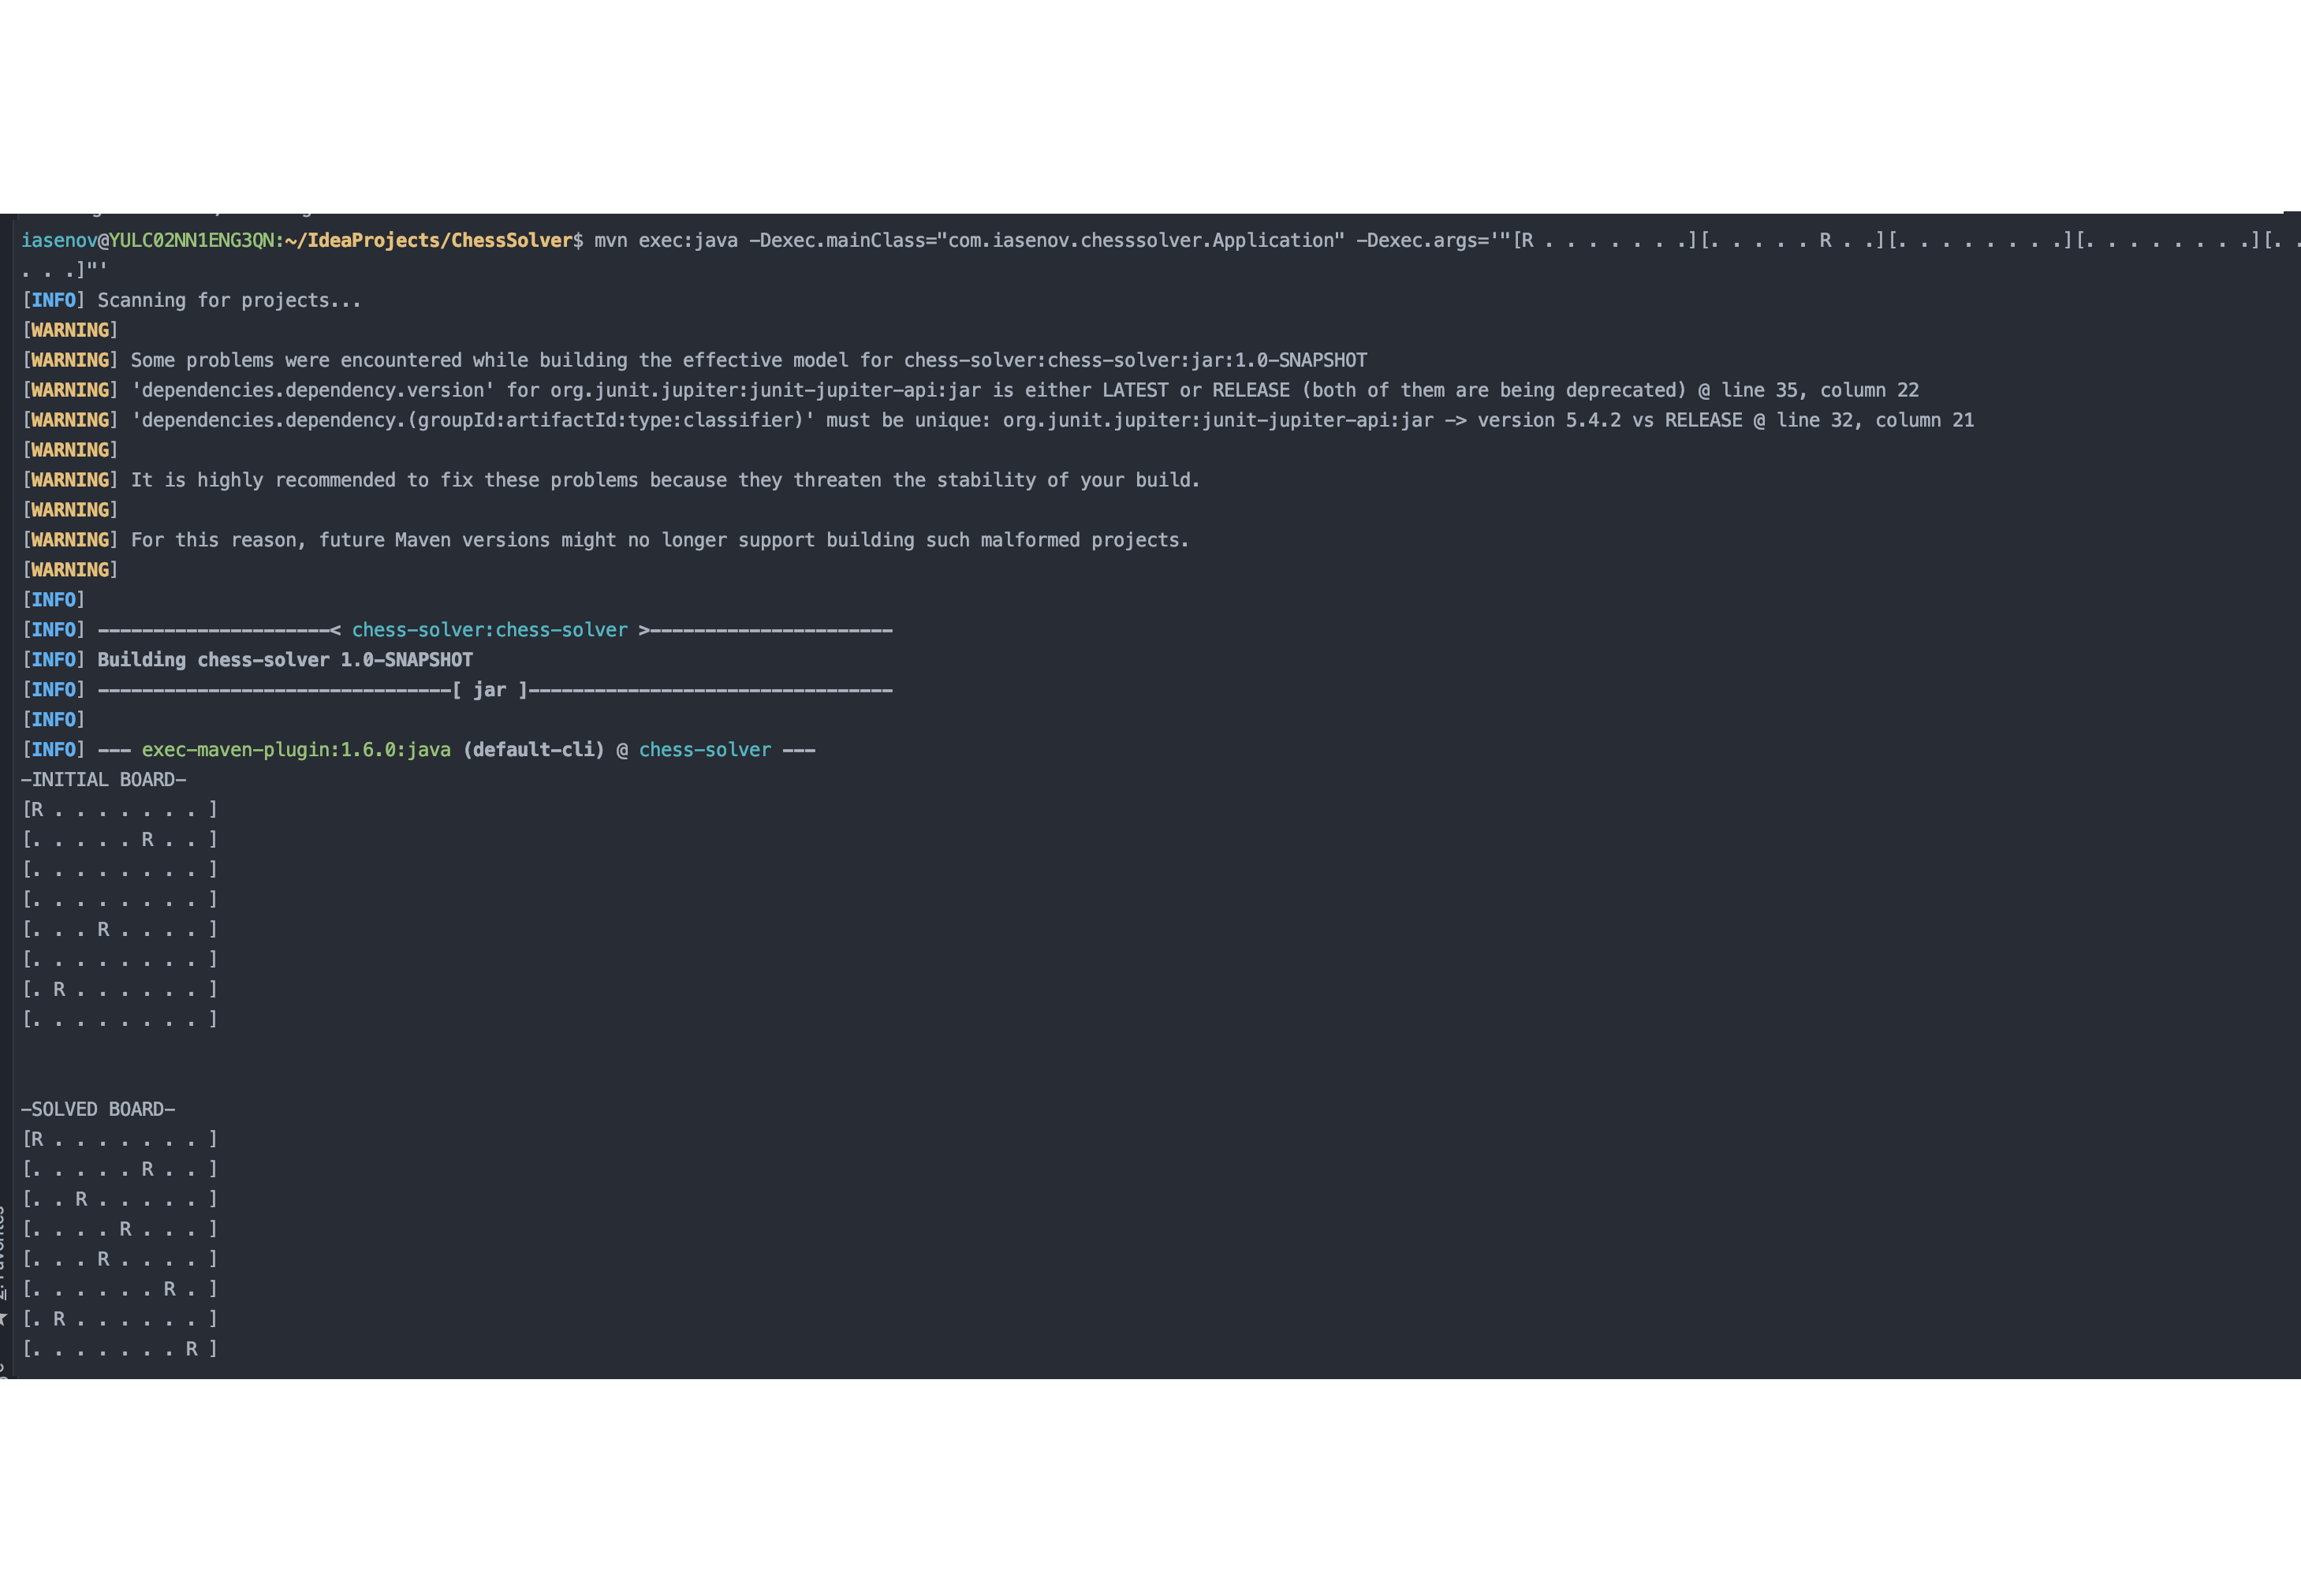 iasenov@YULC02NN1ENG3QN:~/IdeaProjects/ChessSolver$ mvn exec:java -Dexec.mainClass="com.iasenov.chesssolver.Application" -Dexec.args='"[R . . . . . . .][. . . . . R . .][. . . . . . . .][. . . . . . . .][. .
. . .]"'
[INFO] Scanning for projects...
[WARNING]
[WARNING] Some problems were encountered while building the effective model for chess-solver:chess-solver:jar:1.0-SNAPSHOT
[WARNING] 'dependencies.dependency.version' for org.junit.jupiter:junit-jupiter-api:jar is either LATEST or RELEASE (both of them are being deprecated) @ line 35, column 22
[WARNING] 'dependencies.dependency.(groupId:artifactId:type:classifier)' must be unique: org.junit.jupiter:junit-jupiter-api:jar -> version 5.4.2 vs RELEASE @ line 32, column 21
[WARNING]
[WARNING] It is highly recommended to fix these problems because they threaten the stability of your build.
[WARNING]
[WARNING] For this reason, future Maven versions might no longer support building such malformed projects.
[WARNING]
[INFO]
[INFO] ---------------------< chess-solver:chess-solver >----------------------
[INFO] Building chess-solver 1.0-SNAPSHOT
[INFO] --------------------------------[ jar ]---------------------------------
[INFO]
[INFO] --- exec-maven-plugin:1.6.0:java (default-cli) @ chess-solver ---
-INITIAL BOARD-
[R . . . . . . . ]
[. . . . . R . . ]
[. . . . . . . . ]
[. . . . . . . . ]
[. . . R . . . . ]
[. . . . . . . . ]
[. R . . . . . . ]
[. . . . . . . . ]
-SOLVED BOARD-
[R . . . . . . . ]
[. . . . . R . . ]
[. . R . . . . . ]
[. . . . R . . . ]
[. . . R . . . . ]
[. . . . . . R . ]
[. R . . . . . . ]
[. . . . . . . R ]